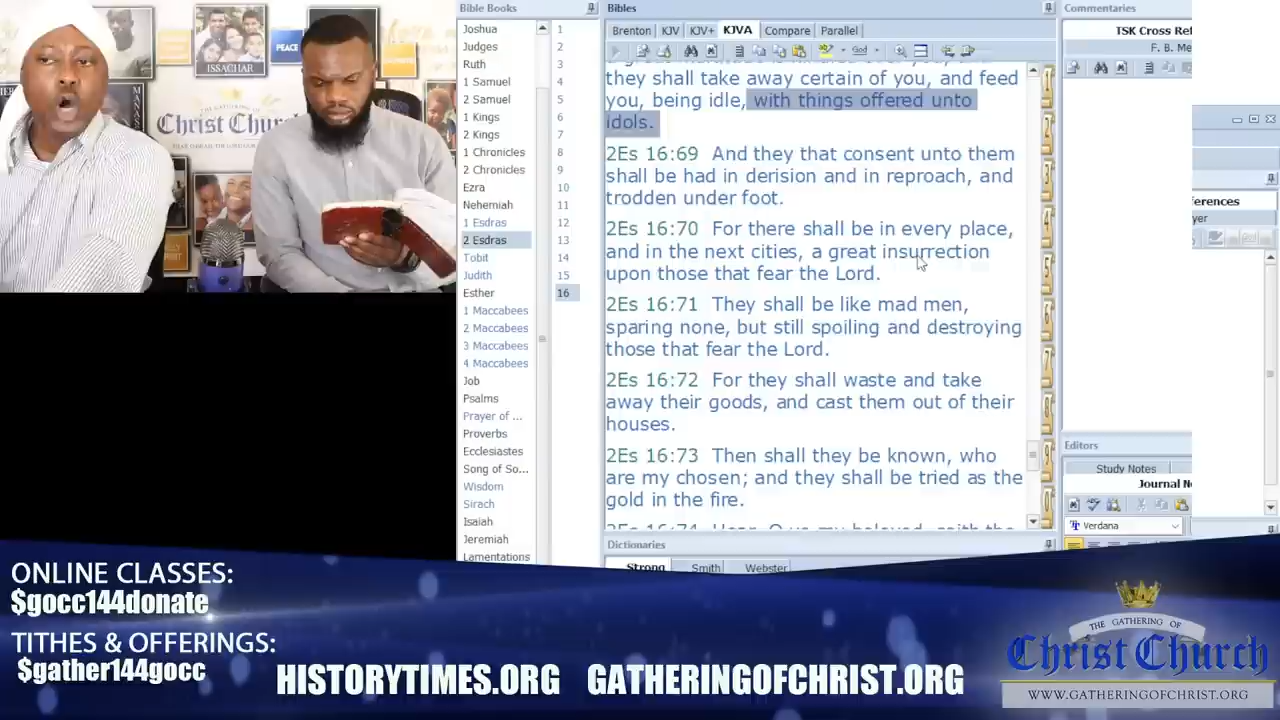 ISSACHAR
PEACE
Christ Church
Bible Books
Joshua
Judges
Ruth
1 Samuel
2 Samuel
1 Kings
2 Kings
1 Chronicles
2 Chronicles
Ezra
Nehemiah
1 Esdras
2 Esdras
Tobit
Judith
Esther
1 Maccabees
2 Maccabees
3 Maccabees
4 Maccabees
Job
Psalms
Prayer of ...
Proverbs
Ecclesiastes
Song of So...
Wisdom
Sirach
Isaiah
Jeremiah
Lamentations
1
2
3
4
5
6
7
8
9
10
11
12
13
14
15
16
Bibles
Brenton KJV KJV+ KJVA Compare Parallel
they shall take away certain of you, and feed
you, being idle, with things offered unto
idols.
2Es 16:69 And they that consent unto them
shall be had in derision and in reproach, and
trodden under foot.
2Es 16:70 For there shall be in every place,
and in the next cities, a great insurrection
upon those that fear the Lord.
2Es 16:71 They shall be like mad men,
sparing none, but still spoiling and destroying
those that fear the Lord.
2Es 16:72 For they shall waste and take
away their goods, and cast them out of their
houses.
2Es 16:73 Then shall they be known, who
are my chosen; and they shall be tried as the
gold in the fire.
Dictionaries
Strong Smith Webster
Commentaries
TSK Cross Re
F. B. Me
erences
yer
Editors
Study Notes
Journal N
Verdana
ONLINE CLASSES:
$gocc144donate
TITHES & OFFERINGS:
$gather144gocc
HISTORYTIMES.ORG GATHERINGOFCHRIST.ORG
THE GATHERING OF
Christ Church
WWW.GATHERINGOFCHRIST.ORG